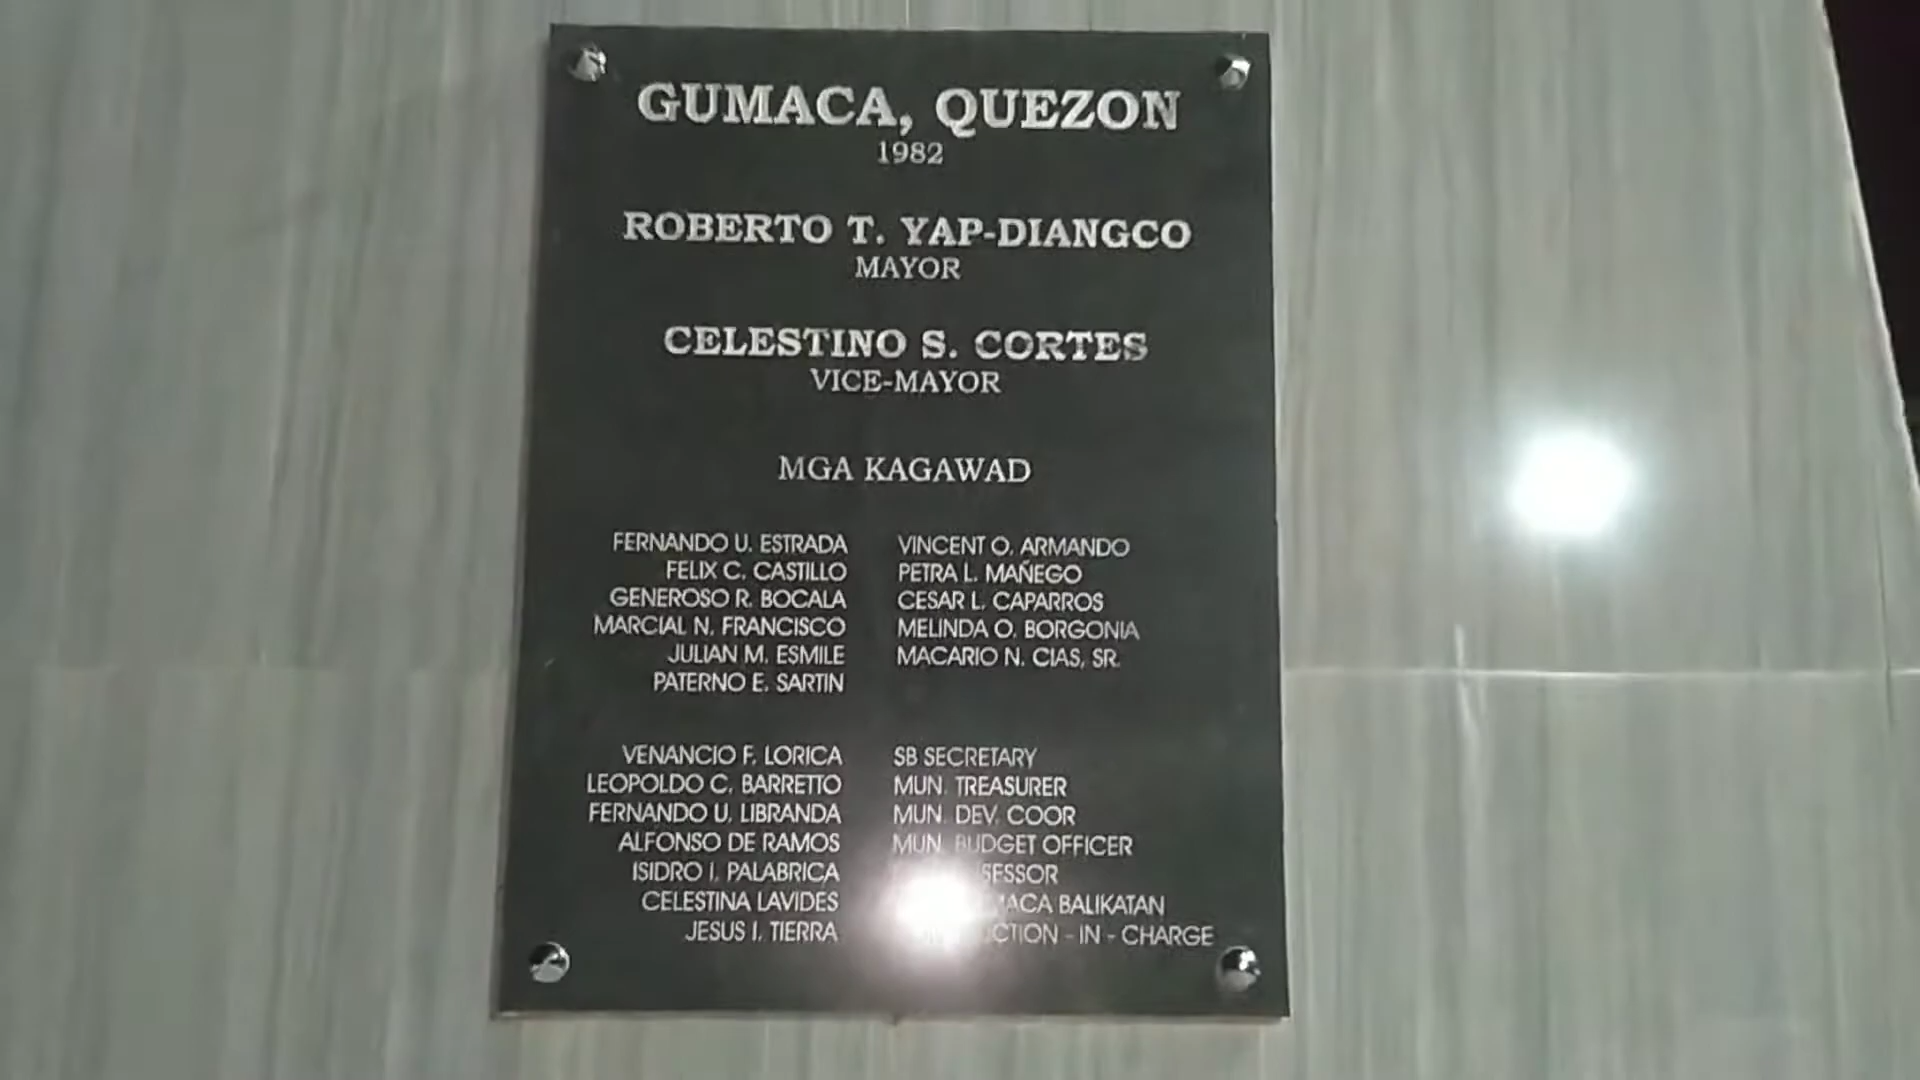 GUMACA, QUEZON
1982
ROBERTO T. YAP-DIANGCO
MAYOR
CELESTINO S. CORTES
VICE-MAYOR
MGA KAGAWAD
FERNANDO U. ESTRADA VINCENT O. ARMANDO
FELIX C. CASTILLO PETRA L. MAÑEGO
GENEROSO R. BOCALA CESAR L. CAPARROS
MARCIAL N. FRANCISCO MELINDA O. BORGONIA
JULIAN M. ESMILE MACARIO N. CIAS, SR.
PATERNO E. SARTIN
VENANCIO F. LORICA SB SECRETARY
LEOPOLDO C. BARRETTO MUN. TREASURER
FERNANDO U. LIBRANDA MUN. DEV. COOR
ALFONSO DE RAMOS MUN. BUDGET OFFICER
ISIDRO I. PALABRICA
CELESTINA LAVIDES BALIKATAN
JESUS I. TIERRA - IN - CHARGE